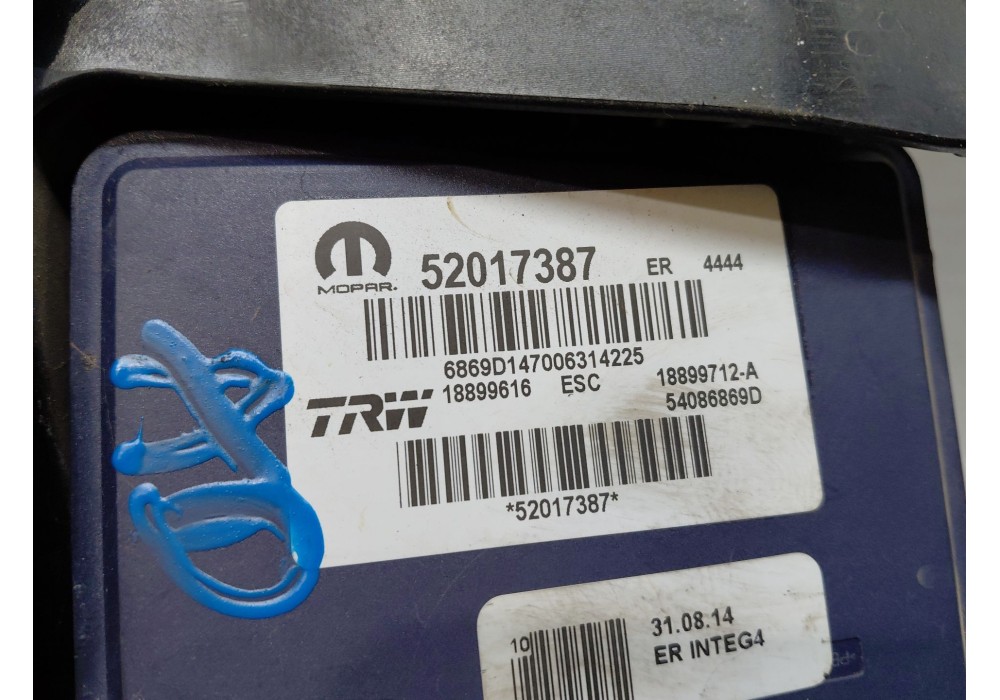 MOPAR.
52017387 ER 4444
6869D147006314225
TRW 18899616 ESC 18899712-A
54086869D
*52017387*
10
31.08.14
ER INTEG4